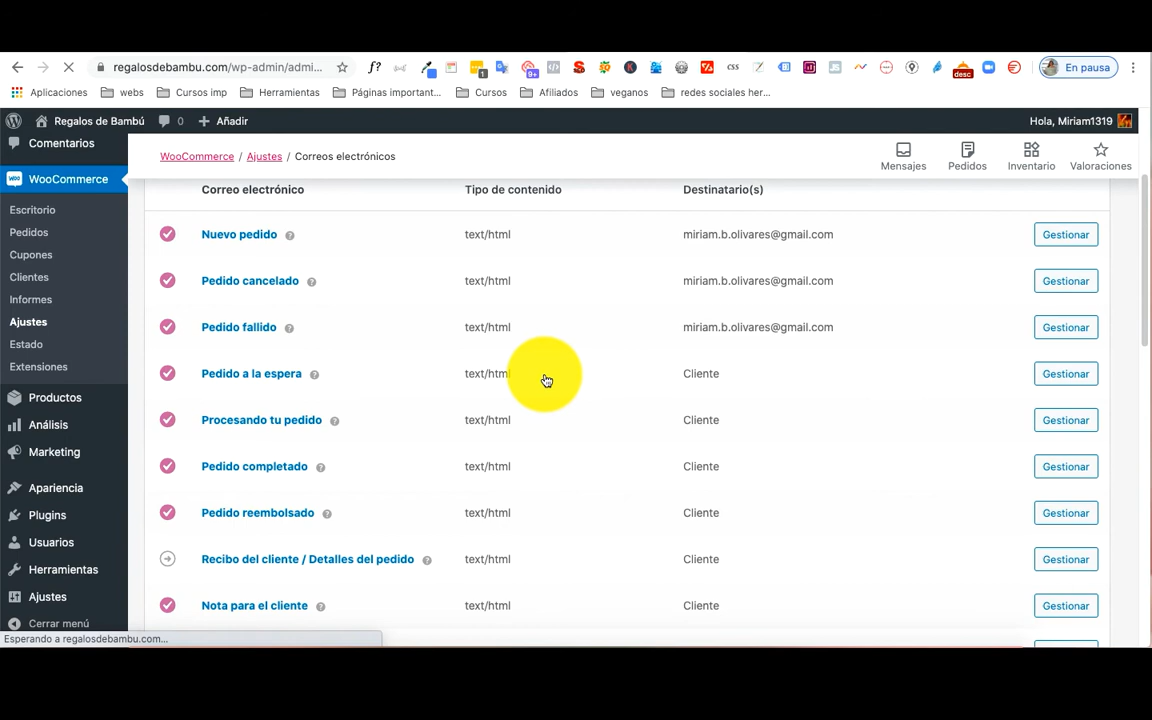 regalosdebambu.com/wp-admin/admi...
f?
1
9+
CSS
JS
desc
En pausa
Aplicaciones
webs
Cursos imp
Herramientas
Páginas important...
Cursos
Afiliados
veganos
redes sociales her...
Regalos de Bambú
0
Añadir
Hola, Miriam1319
Comentarios
WooCommerce
Escritorio
Pedidos
Cupones
Clientes
Informes
Ajustes
Estado
Extensiones
Productos
Análisis
Marketing
Apariencia
Plugins
Usuarios
Herramientas
Ajustes
Cerrar menú
Esperando a regalosdebambu.com...
WooCommerce / Ajustes / Correos electrónicos
Mensajes
Pedidos
Inventario
Valoraciones
Correo electrónico Tipo de contenido Destinatario(s)
Nuevo pedido text/html miriam.b.olivares@gmail.com Gestionar
Pedido cancelado text/html miriam.b.olivares@gmail.com Gestionar
Pedido fallido text/html miriam.b.olivares@gmail.com Gestionar
Pedido a la espera text/html Cliente Gestionar
Procesando tu pedido text/html Cliente Gestionar
Pedido completado text/html Cliente Gestionar
Pedido reembolsado text/html Cliente Gestionar
Recibo del cliente / Detalles del pedido text/html Cliente Gestionar
Nota para el cliente text/html Cliente Gestionar